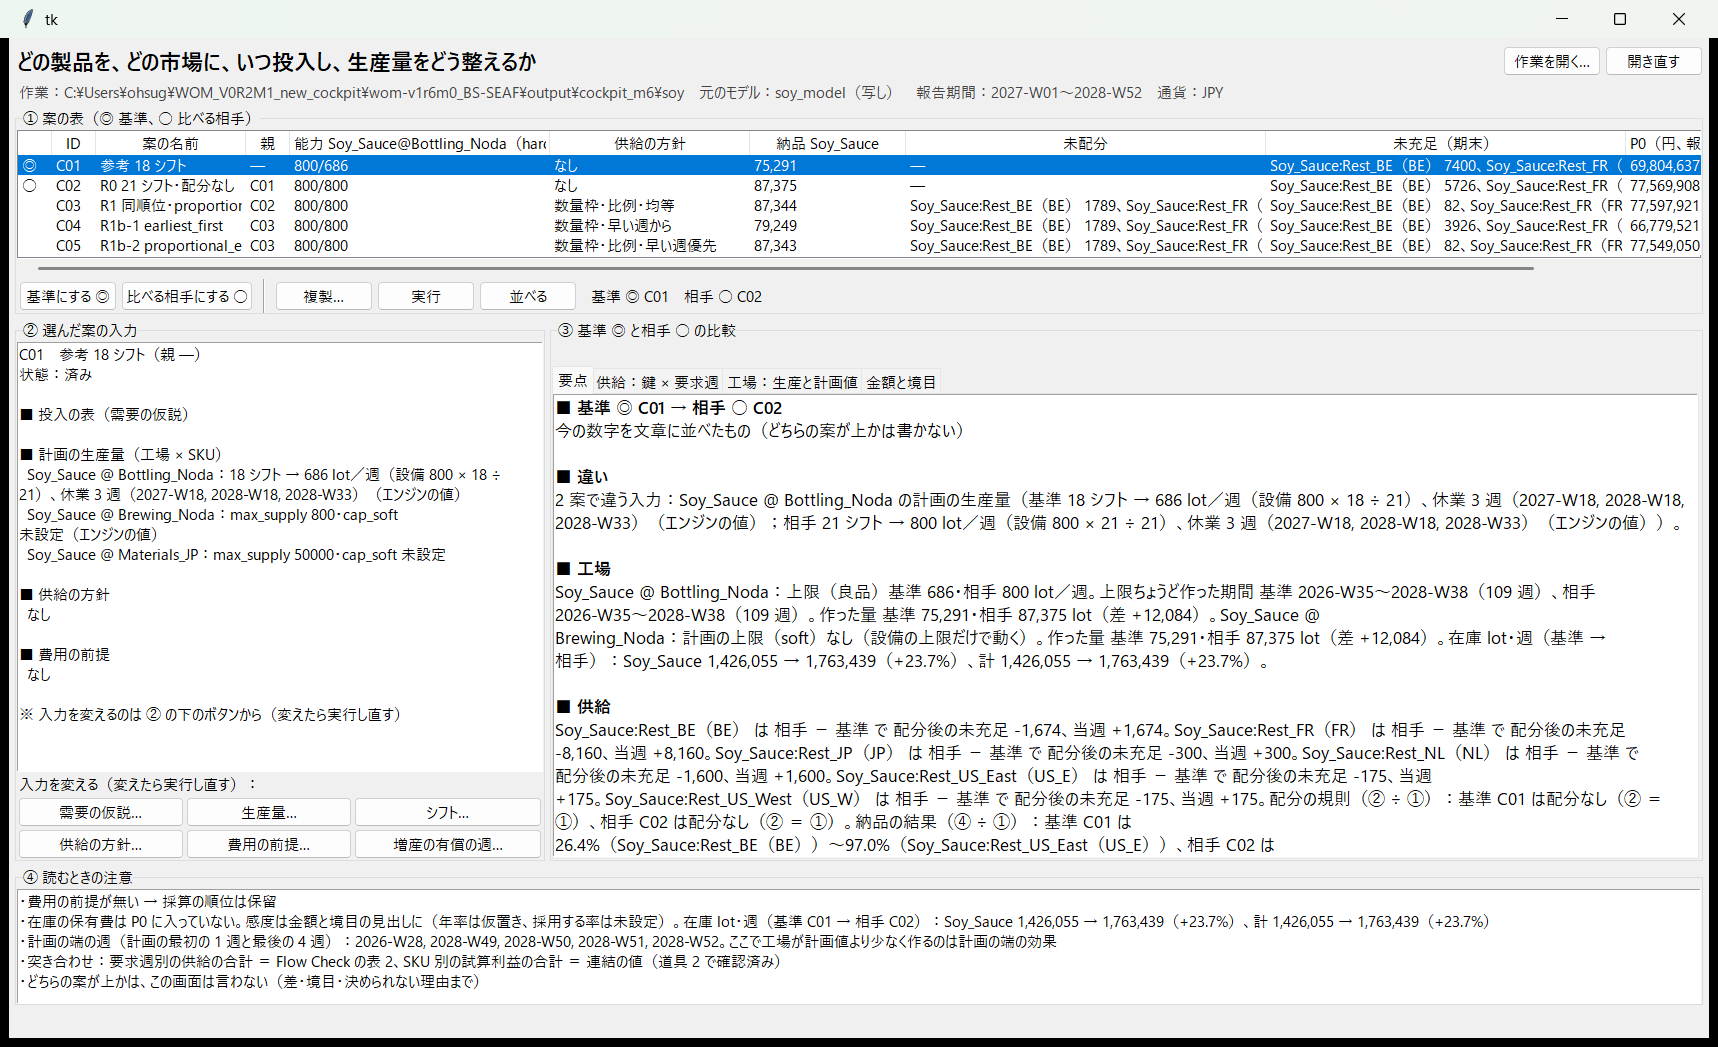 tk
どの製品を、どの市場に、いつ投入し、生産量をどう整えるか
作業を開く...
開き直す
作業：C:¥Users¥ohsug¥WOM_V0R2M1_new_cockpit¥wom-v1r6m0_BS-SEAF¥output¥cockpit_m6¥soy　元のモデル：soy_model（写し）　報告期間：2027-W01～2028-W52　通貨：JPY
① 案の表（◎ 基準、○ 比べる相手）
ID 案の名前 親 能力 Soy_Sauce@Bottling_Noda（hard 供給の方針 納品 Soy_Sauce 未配分 未充足（期末） P0（円、報
◎ C01 参考 18 シフト — 800/686 なし 75,291 — Soy_Sauce:Rest_BE（BE） 7400、Soy_Sauce:Rest_FR（ 69,804,637
○ C02 R0 21 シフト・配分なし C01 800/800 なし 87,375 — Soy_Sauce:Rest_BE（BE） 5726、Soy_Sauce:Rest_FR（ 77,569,908
C03 R1 同順位・proportior C02 800/800 数量枠・比例・均等 87,344 Soy_Sauce:Rest_BE（BE） 1789、Soy_Sauce:Rest_FR（ Soy_Sauce:Rest_BE（BE） 82、Soy_Sauce:Rest_FR（FR 77,597,921
C04 R1b-1 earliest_first C03 800/800 数量枠・早い週から 79,249 Soy_Sauce:Rest_BE（BE） 1789、Soy_Sauce:Rest_FR（ Soy_Sauce:Rest_BE（BE） 3926、Soy_Sauce:Rest_FR（ 66,779,521
C05 R1b-2 proportional_e C03 800/800 数量枠・比例・早い週優先 87,343 Soy_Sauce:Rest_BE（BE） 1789、Soy_Sauce:Rest_FR（ Soy_Sauce:Rest_BE（BE） 82、Soy_Sauce:Rest_FR（FR 77,549,050
基準にする ◎ 比べる相手にする ○ 複製... 実行 並べる 基準 ◎ C01　相手 ○ C02
② 選んだ案の入力
C01　参考 18 シフト（親 —）
状態：済み
■ 投入の表（需要の仮説）
■ 計画の生産量（工場 × SKU）
Soy_Sauce @ Bottling_Noda：18 シフト → 686 lot／週（設備 800 × 18 ÷
21）、休業 3 週（2027-W18, 2028-W18, 2028-W33）（エンジンの値）
Soy_Sauce @ Brewing_Noda：max_supply 800・cap_soft
未設定（エンジンの値）
Soy_Sauce @ Materials_JP：max_supply 50000・cap_soft 未設定
■ 供給の方針
なし
■ 費用の前提
なし
※ 入力を変えるのは ② の下のボタンから（変えたら実行し直す）
入力を変える（変えたら実行し直す）：
需要の仮説... 生産量... シフト...
供給の方針... 費用の前提... 増産の有償の週...
③ 基準 ◎ と相手 ○ の比較
要点 供給：鍵 × 要求週 工場：生産と計画値 金額と境目
■ 基準 ◎ C01 → 相手 ○ C02
今の数字を文章に並べたもの（どちらの案が上かは書かない）
■ 違い
2 案で違う入力：Soy_Sauce @ Bottling_Noda の計画の生産量（基準 18 シフト → 686 lot／週（設備 800 × 18 ÷ 21）、休業 3 週（2027-W18, 2028-W18,
2028-W33）（エンジンの値）；相手 21 シフト → 800 lot／週（設備 800 × 21 ÷ 21）、休業 3 週（2027-W18, 2028-W18, 2028-W33）（エンジンの値））。
■ 工場
Soy_Sauce @ Bottling_Noda：上限（良品）基準 686・相手 800 lot／週。上限ちょうど作った期間 基準 2026-W35～2028-W38（109 週）、相手
2026-W35～2028-W38（109 週）。作った量 基準 75,291・相手 87,375 lot（差 +12,084）。Soy_Sauce @
Brewing_Noda：計画の上限（soft）なし（設備の上限だけで動く）。作った量 基準 75,291・相手 87,375 lot（差 +12,084）。在庫 lot・週（基準 →
相手）：Soy_Sauce 1,426,055 → 1,763,439（+23.7%）、計 1,426,055 → 1,763,439（+23.7%）。
■ 供給
Soy_Sauce:Rest_BE（BE） は 相手 － 基準 で 配分後の未充足 -1,674、当週 +1,674。Soy_Sauce:Rest_FR（FR） は 相手 － 基準 で 配分後の未充足
-8,160、当週 +8,160。Soy_Sauce:Rest_JP（JP） は 相手 － 基準 で 配分後の未充足 -300、当週 +300。Soy_Sauce:Rest_NL（NL） は 相手 － 基準 で
配分後の未充足 -1,600、当週 +1,600。Soy_Sauce:Rest_US_East（US_E） は 相手 － 基準 で 配分後の未充足 -175、当週
+175。Soy_Sauce:Rest_US_West（US_W） は 相手 － 基準 で 配分後の未充足 -175、当週 +175。配分の規則（② ÷ ①）：基準 C01 は配分なし（② ＝
①）、相手 C02 は配分なし（② ＝ ①）。納品の結果（④ ÷ ①）：基準 C01 は
26.4%（Soy_Sauce:Rest_BE（BE））～97.0%（Soy_Sauce:Rest_US_East（US_E））、相手 C02 は
④ 読むときの注意
・費用の前提が無い → 採算の順位は保留
・在庫の保有費は P0 に入っていない。感度は金額と境目の見出しに（年率は仮置き、採用する率は未設定）。在庫 lot・週（基準 C01 → 相手 C02）：Soy_Sauce 1,426,055 → 1,763,439（+23.7%）、計 1,426,055 → 1,763,439（+23.7%）
・計画の端の週（計画の最初の 1 週と最後の 4 週）：2026-W28, 2028-W49, 2028-W50, 2028-W51, 2028-W52。ここで工場が計画値より少なく作るのは計画の端の効果
・突き合わせ：要求週別の供給の合計 ＝ Flow Check の表 2、SKU 別の試算利益の合計 ＝ 連結の値（道具 2 で確認済み）
・どちらの案が上かは、この画面は言わない（差・境目・決められない理由まで）